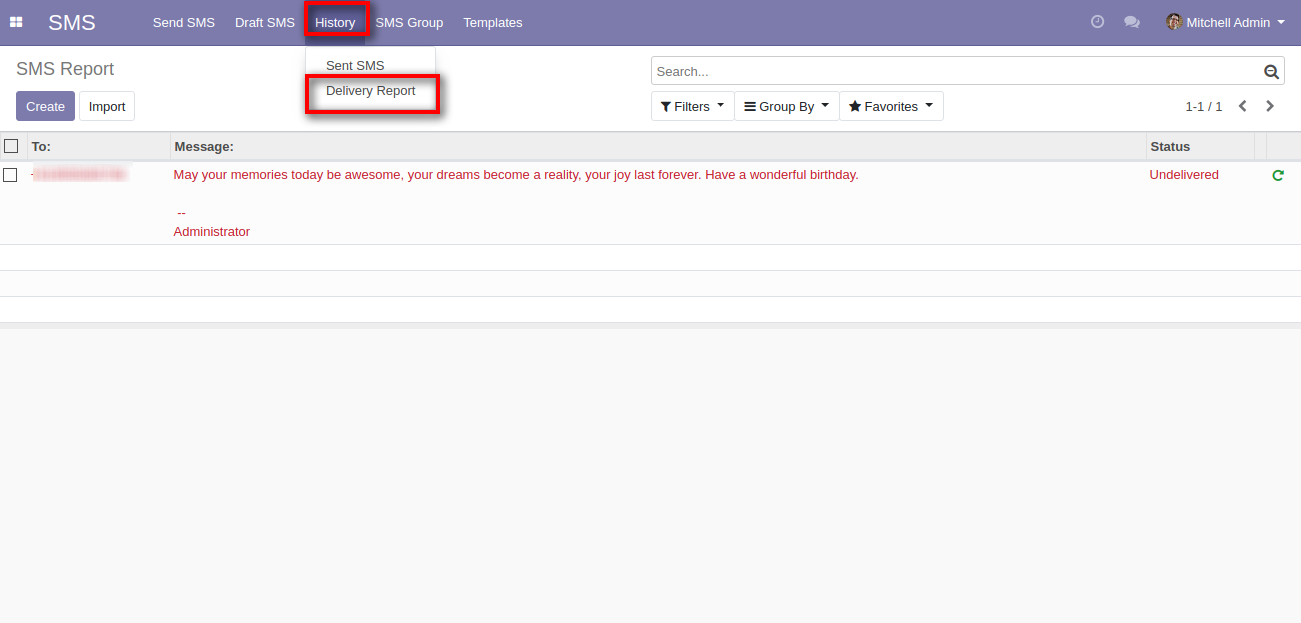 SMS Send SMS Draft SMS History SMS Group Templates Mitchell Admin
Sent SMS
Delivery Report
SMS Report
Search...
Create Import
Filters Group By Favorites 1-1 / 1
To: Message: Status
May your memories today be awesome, your dreams become a reality, your joy last forever. Have a wonderful birthday. Undelivered
--
Administrator